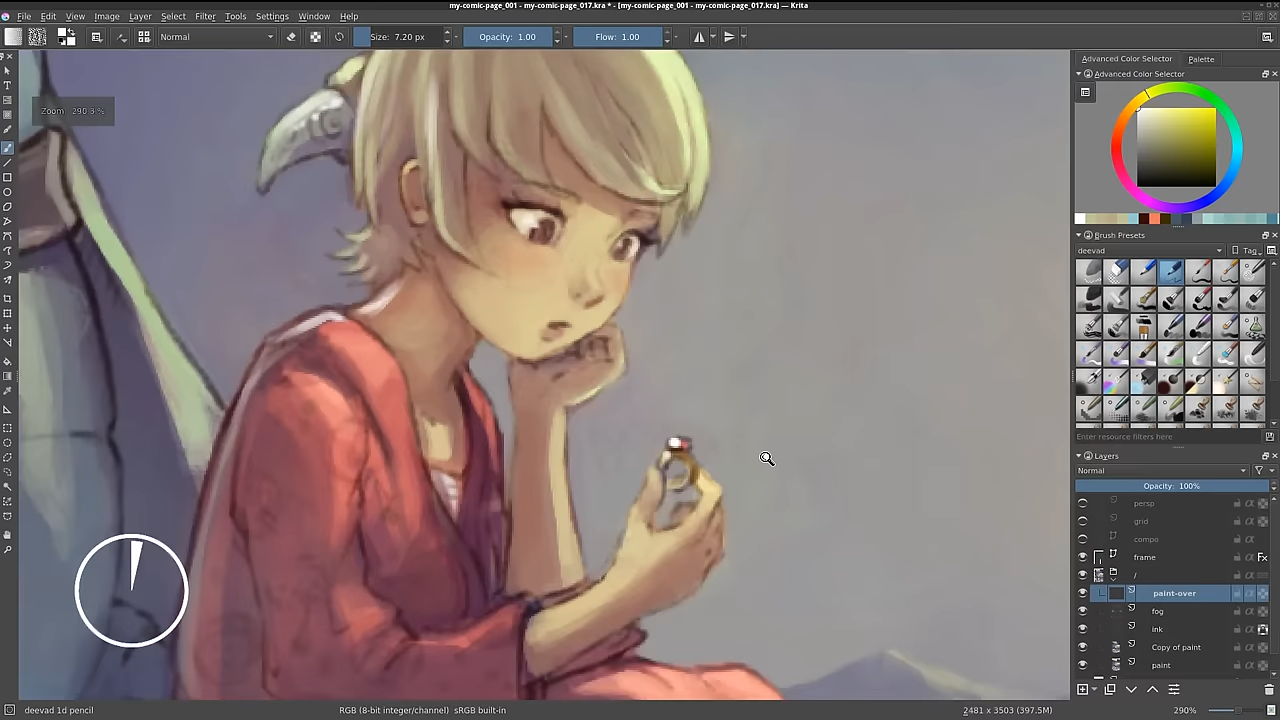 my-comic-page_001 - my-comic-page_017.kra * - [my-comic-page_001 - my-comic-page_017.kra] — Krita
File Edit View Image Layer Select Filter Tools Settings Window Help
Normal Size: 7.20 px Opacity: 1.00 Flow: 1.00
Advanced Color Selector Palette
Advanced Color Selector
Zoom 290.3 %
Brush Presets
deevad Tag
Enter resource filters here
Layers
Normal
Opacity: 100%
persp
grid
compo
frame Fx
/
paint-over
fog
ink
Copy of paint
paint
deevad 1d pencil RGB (8-bit integer/channel) sRGB built-in 2481 x 3503 (397.5M) 290%